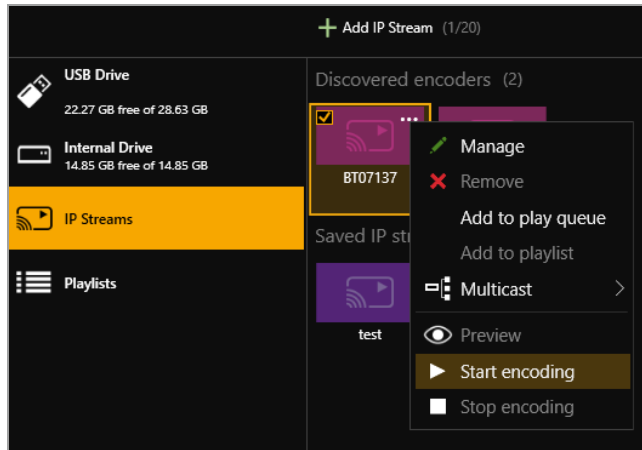 Add IP Stream (1/20)
USB Drive
22.27 GB free of 28.63 GB
Internal Drive
14.85 GB free of 14.85 GB
IP Streams
Playlists
Discovered encoders (2)
BT07137
Saved IP
test
Manage
Remove
Add to play queue
Add to playlist
Multicast
Preview
Start encoding
Stop encoding